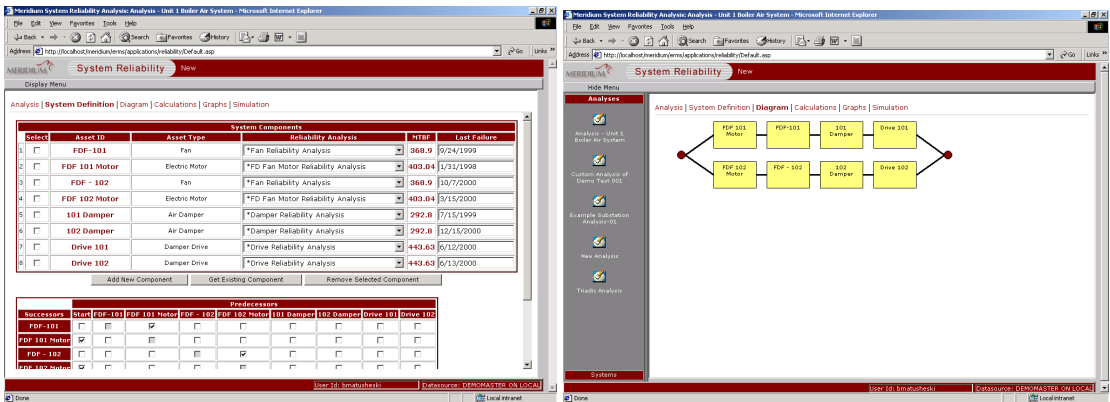 Meridium System Reliability Analysis: Analysis - Unit 1 Boiler Air System - Microsoft Internet Explorer
File Edit View Favorites Tools Help
Back Search Favorites History
Address http://localhost/meridium/erms/applications/reliability/Default.asp Go Links »
MERIDIUM System Reliability New
Display Menu
Analysis | System Definition | Diagram | Calculations | Graphs | Simulation
System Components
Select Asset ID Asset Type Reliability Analysis MTBF Last Failure
1 FDF-101 Fan *Fan Reliability Analysis 368.9 9/24/1999
2 FDF 101 Motor Electric Motor *FD Fan Motor Reliability Analysis 403.04 1/31/1998
3 FDF - 102 Fan *Fan Reliability Analysis 368.9 10/7/2000
4 FDF 102 Motor Electric Motor *FD Fan Motor Reliability Analysis 403.04 3/15/2000
5 101 Damper Air Damper *Damper Reliability Analysis 292.8 7/15/1999
6 102 Damper Air Damper *Damper Reliability Analysis 292.8 12/15/2000
7 Drive 101 Damper Drive *Drive Reliability Analysis 443.63 6/12/2000
8 Drive 102 Damper Drive *Drive Reliability Analysis 443.63 6/13/2000
Add New Component Get Existing Component Remove Selected Component
Predecessors
Successors Start FDF-101 FDF 101 Motor FDF - 102 FDF 102 Motor 101 Damper 102 Damper Drive 101 Drive 102
FDF-101
FDF 101 Motor
FDF - 102
FDF 102 Motor
User Id: bmatusheski Datasource: DEMOMASTER ON LOCAL
Done Local intranet
Meridium System Reliability Analysis: Analysis - Unit 1 Boiler Air System - Microsoft Internet Explorer
File Edit View Favorites Tools Help
Back Search Favorites History
Address http://localhost/meridium/erms/applications/reliability/Default.asp Go Links »
MERIDIUM System Reliability New
Hide Menu
Analyses
Analysis - Unit 1
Boiler Air System
Custom Analysis of
Demo Test 001
Example Substation
Analysis-01
New Analysis
Triadic Analysis
Systems
Analysis | System Definition | Diagram | Calculations | Graphs | Simulation
FDF 101
Motor
FDF-101
101
Damper
Drive 101
FDF 102
Motor
FDF - 102
102
Damper
Drive 102
User Id: bmatusheski Datasource: DEMOMASTER ON LOCAL
Done Local intranet